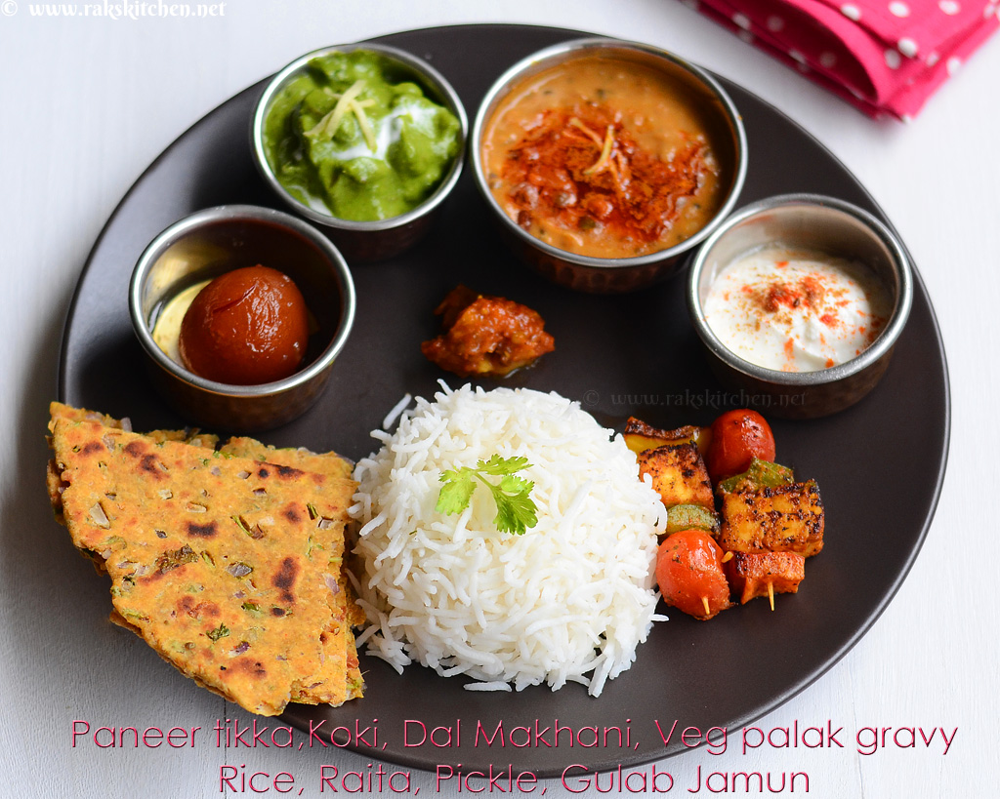 © www.rakskitchen.net
© www.rakskitchen.net
Paneer tikka,Koki, Dal Makhani, Veg palak gravy
Rice, Raita, Pickle, Gulab Jamun